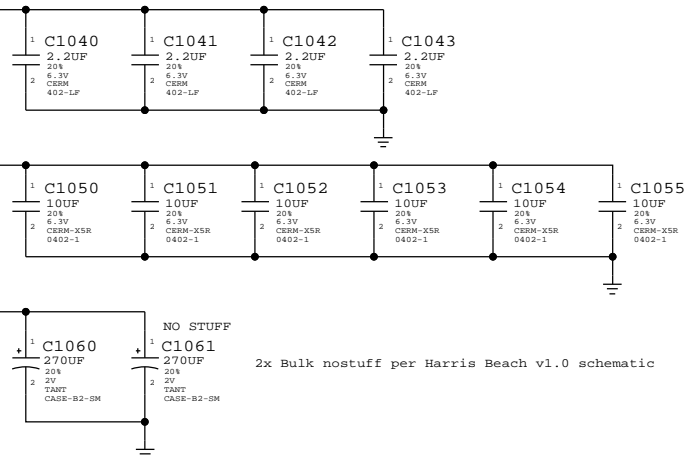 1 C1040
2.2UF
20%
6.3V
2 CERM
402-LF
1 C1041
2.2UF
20%
6.3V
2 CERM
402-LF
1 C1042
2.2UF
20%
6.3V
2 CERM
402-LF
1 C1043
2.2UF
20%
6.3V
2 CERM
402-LF
1 C1050
10UF
20%
6.3V
2 CERM-X5R
0402-1
1 C1051
10UF
20%
6.3V
2 CERM-X5R
0402-1
1 C1052
10UF
20%
6.3V
2 CERM-X5R
0402-1
1 C1053
10UF
20%
6.3V
2 CERM-X5R
0402-1
1 C1054
10UF
20%
6.3V
2 CERM-X5R
0402-1
1 C1055
10UF
20%
6.3V
2 CERM-X5R
0402-1
1 C1060
+ 270UF
20%
2 2V
TANT
CASE-B2-SM
NO STUFF
1 C1061
+ 270UF
20%
2 2V
TANT
CASE-B2-SM
2x Bulk nostuff per Harris Beach v1.0 schematic